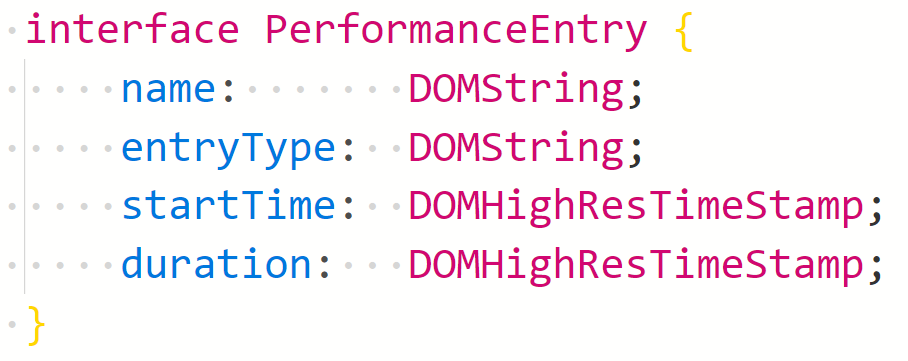 interface PerformanceEntry {
    name:       DOMString;
    entryType:  DOMString;
    startTime:  DOMHighResTimeStamp;
    duration:   DOMHighResTimeStamp;
}